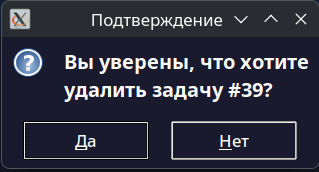 Подтверждение
Вы уверены, что хотите
удалить задачу #39?
Да
Нет